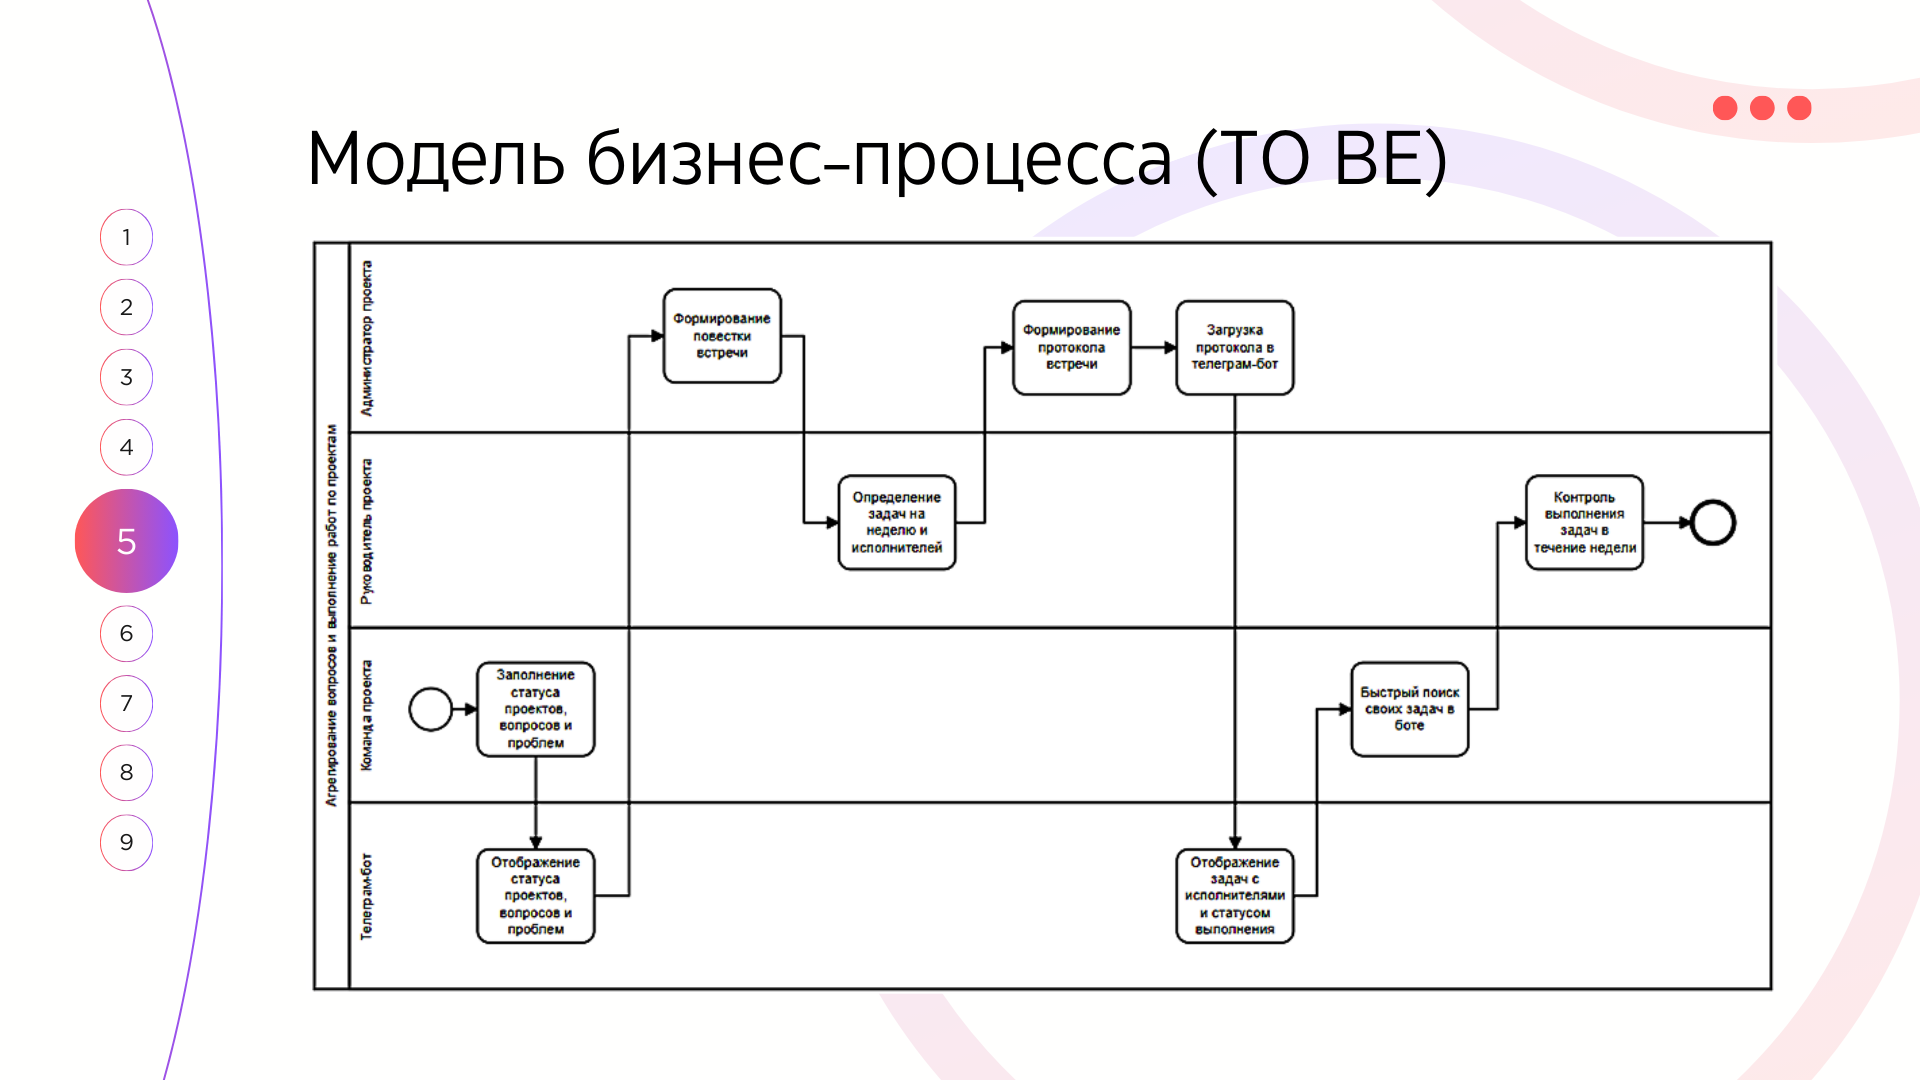 Модель бизнес-процесса (TO BE)
1
2
3
4
5
6
7
8
9
Агрегирование вопросов и выполнение работ по проектам
Администратор проекта
Формирование
повестки
встречи
Формирование
протокола
встречи
Загрузка
протокола в
телеграм-бот
Руководитель проекта
Определение
задач на
неделю и
исполнителей
Контроль
выполнения
задач в
течение недели
Команда проекта
Заполнение
статуса
проектов,
вопросов и
проблем
Быстрый поиск
своих задач в
боте
Телеграм-бот
Отображение
статуса
проектов,
вопросов и
проблем
Отображение
задач с
исполнителями
и статусом
выполнения